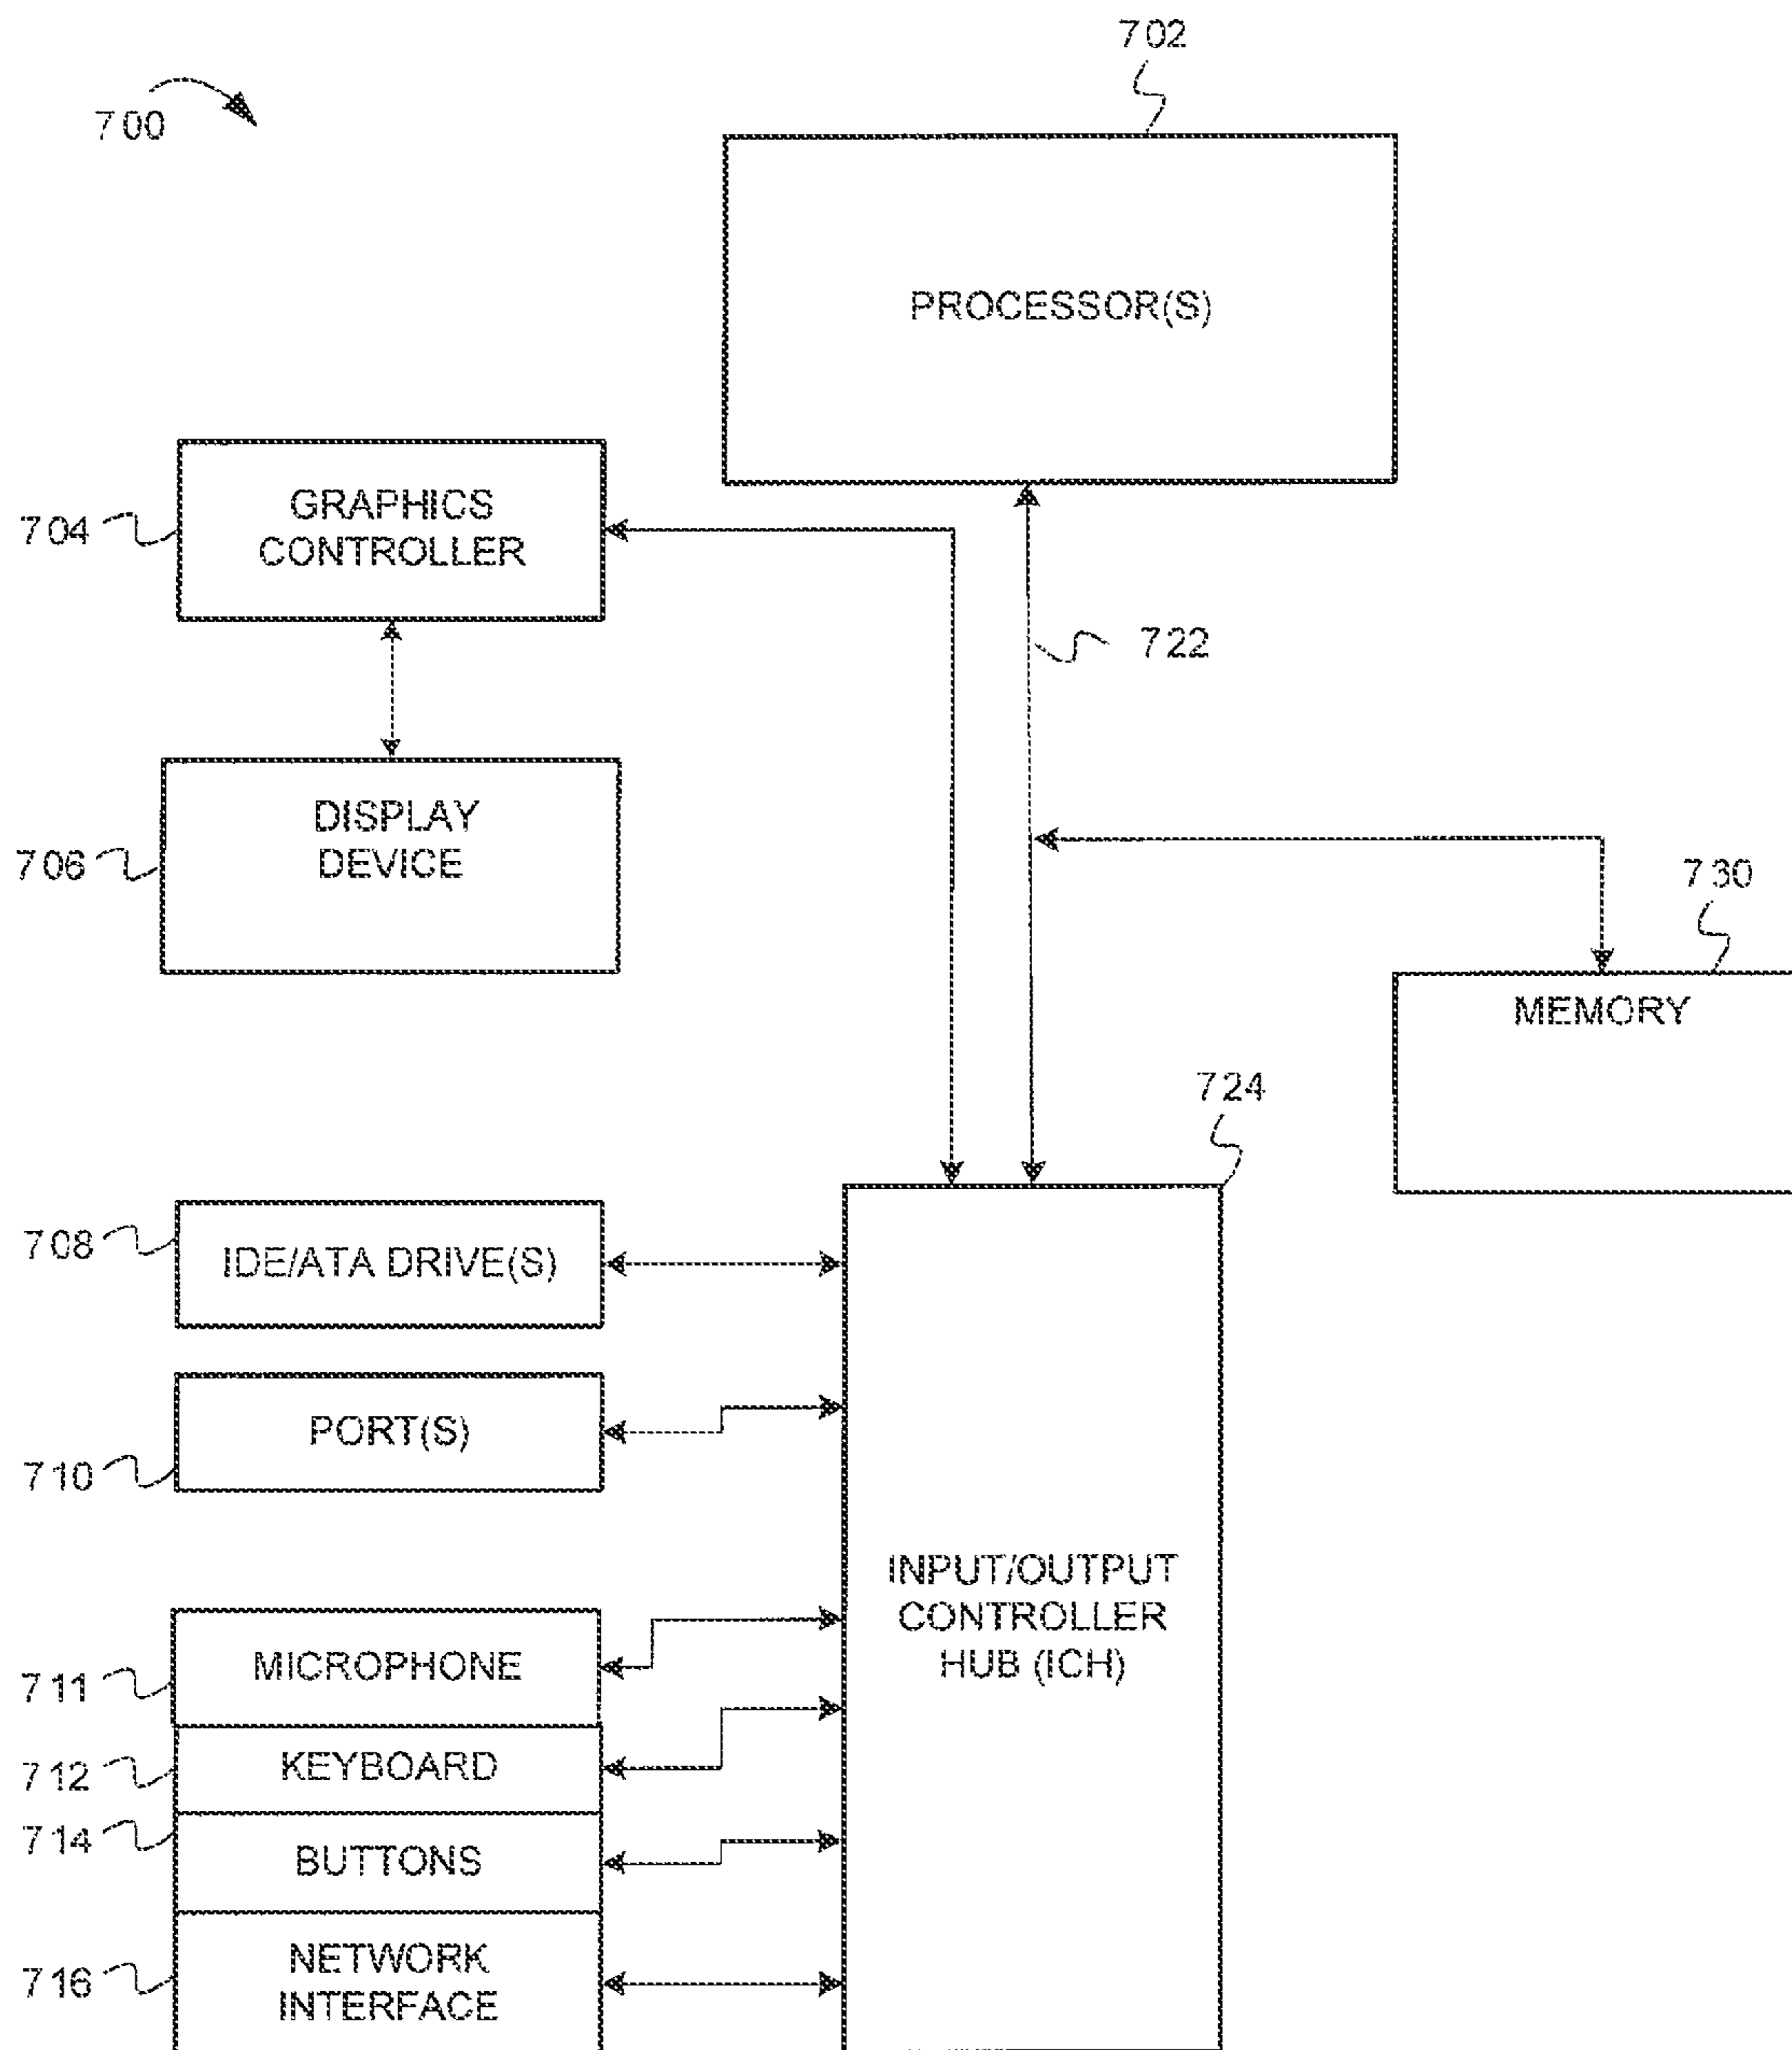 702
700
PROCESSOR(S)
GRAPHICS
CONTROLLER
704
722
DISPLAY
DEVICE
706
730
MEMORY
724
708
IDE/ATA DRIVE(S)
PORT(S)
710
INPUT/OUTPUT
CONTROLLER
HUB (ICH)
MICROPHONE
711
KEYBOARD
712
714
BUTTONS
NETWORK
INTERFACE
716